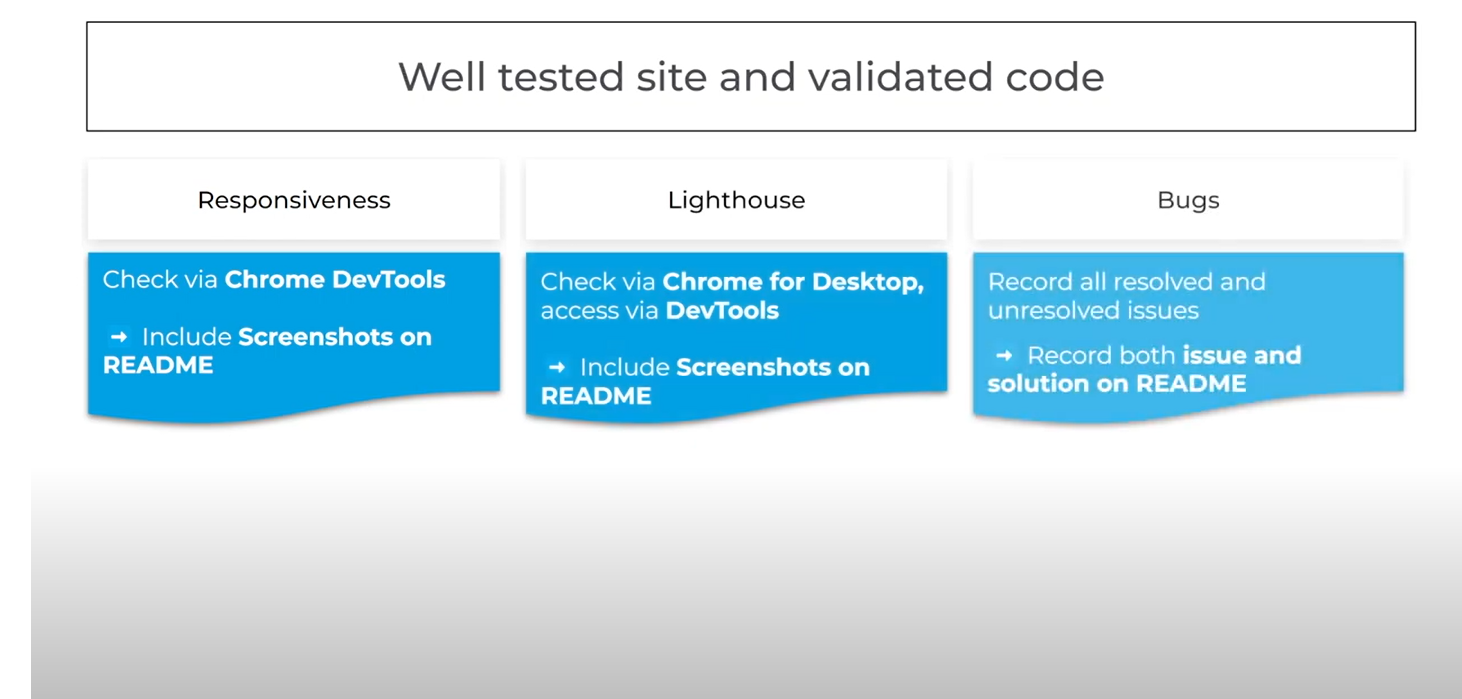 Well tested site and validated code
Responsiveness
Check via Chrome DevTools
→ Include Screenshots on
README
Lighthouse
Check via Chrome for Desktop,
access via DevTools
→ Include Screenshots on
README
Bugs
Record all resolved and
unresolved issues
→ Record both issue and
solution on README